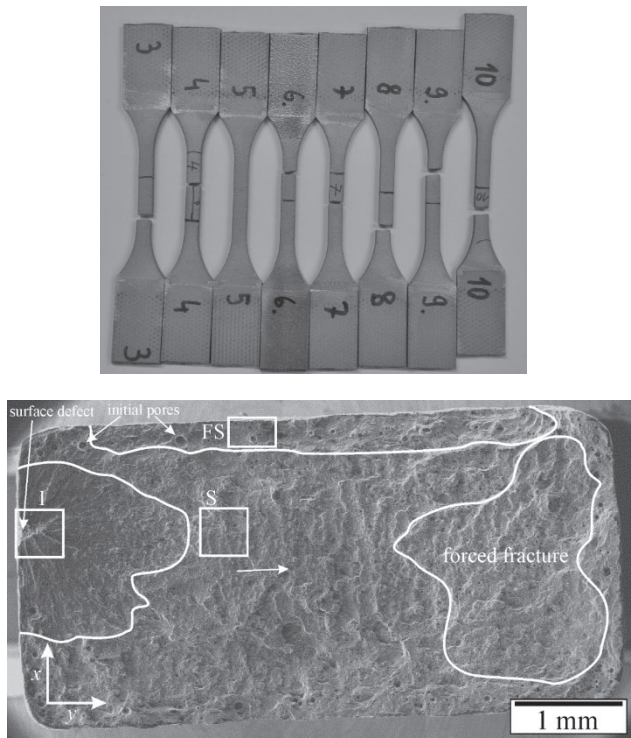 3 4 5 6. 7 8 9. 10
4 7 10
3 4 5 6. 7 8 9. 10
surface defect initial pores
FS
I S
forced fracture
x
y
1 mm